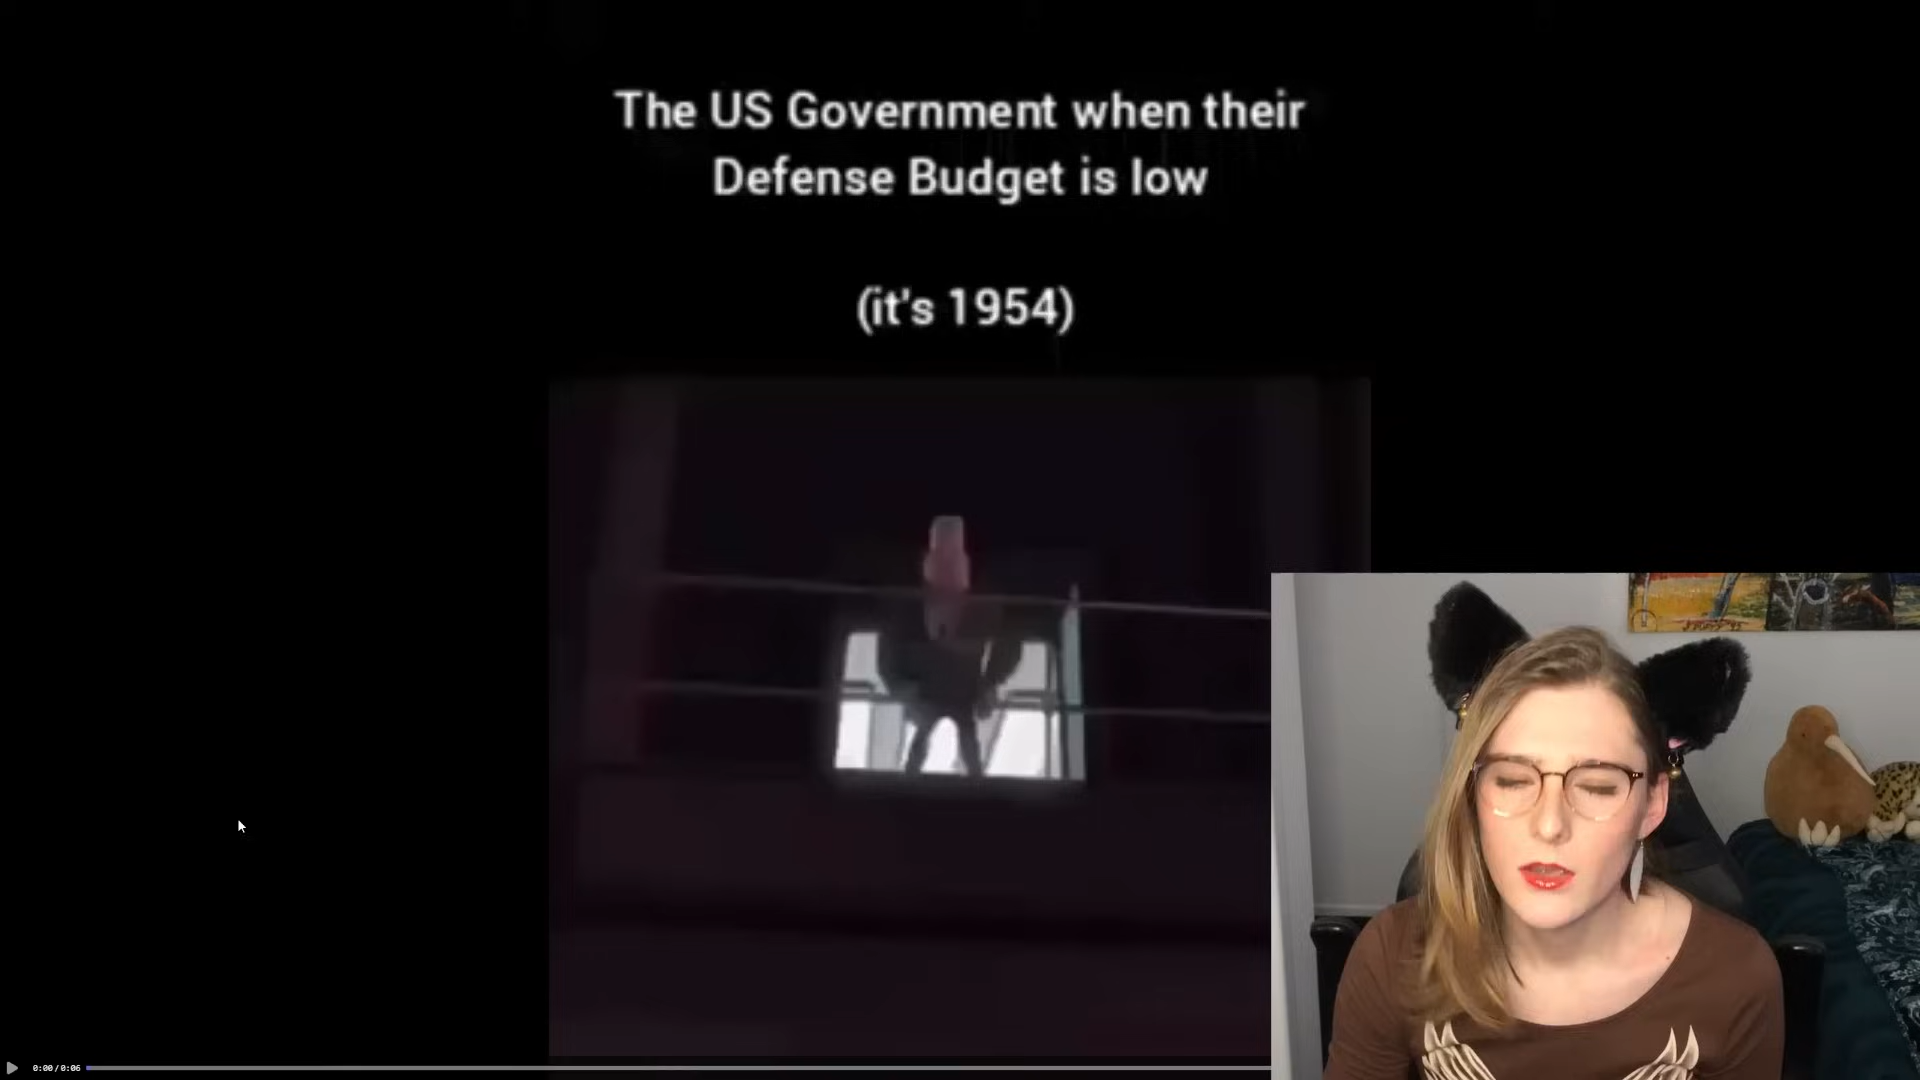 The US Government when their
Defense Budget is low
(it's 1954)
0:00/0:06